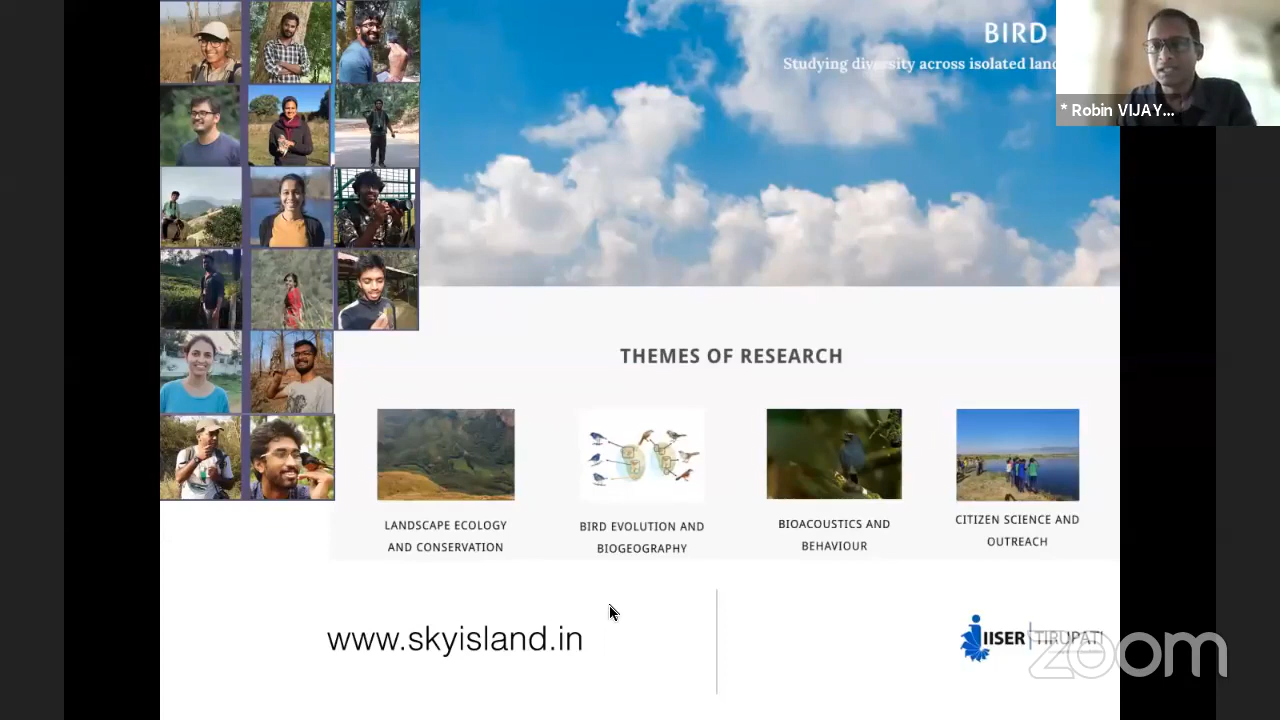 BIRD
Studying diversity across isolated land
* Robin VIJAY...
THEMES OF RESEARCH
LANDSCAPE ECOLOGY
AND CONSERVATION
BIRD EVOLUTION AND
BIOGEOGRAPHY
BIOACOUSTICS AND
BEHAVIOUR
CITIZEN SCIENCE AND
OUTREACH
www.skyisland.in
IISER TIRUPATI
zoom